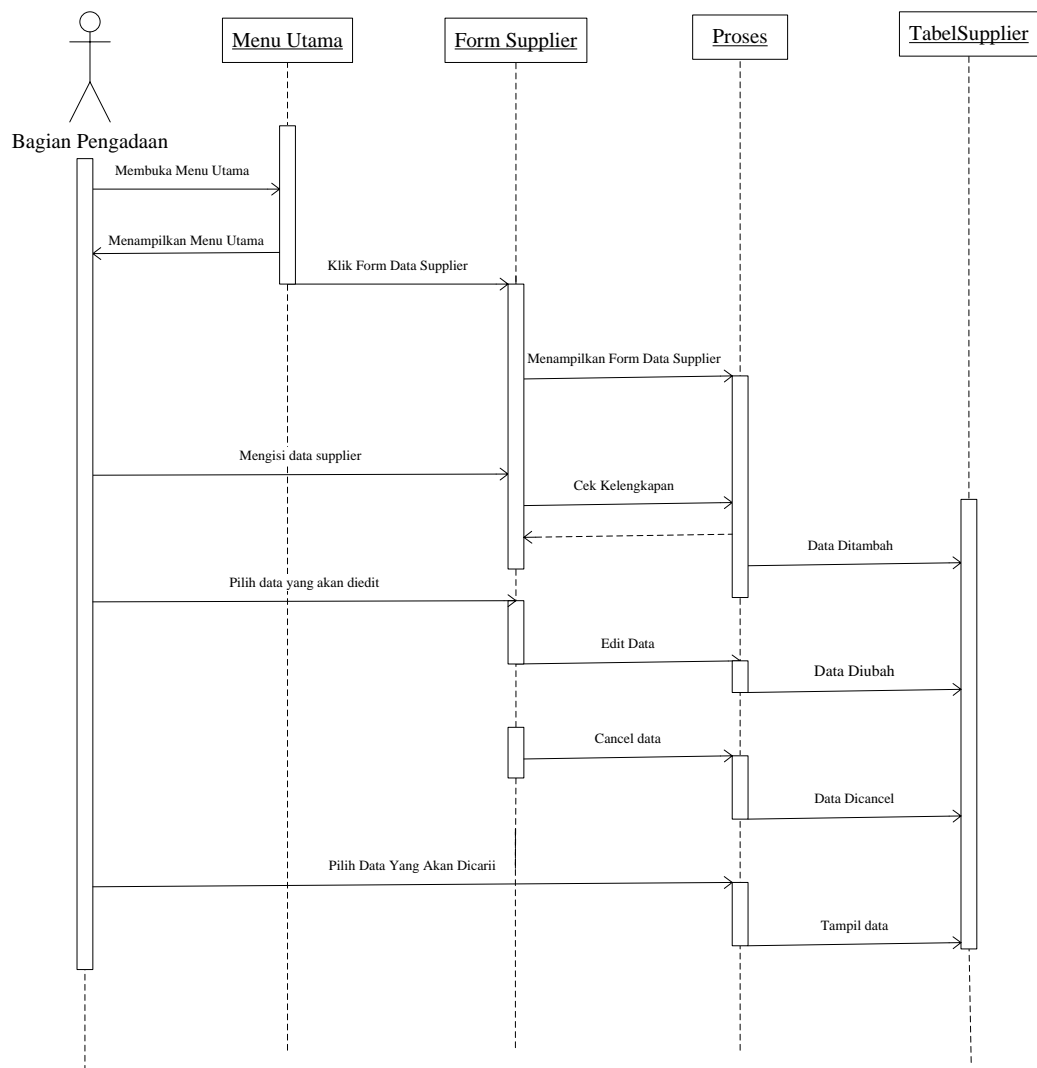 Menu Utama
Form Supplier
Proses
TabelSupplier
Bagian Pengadaan
Membuka Menu Utama
Menampilkan Menu Utama
Klik Form Data Supplier
Menampilkan Form Data Supplier
Mengisi data supplier
Cek Kelengkapan
Data Ditambah
Pilih data yang akan diedit
Edit Data
Data Diubah
Cancel data
Data Dicancel
Pilih Data Yang Akan Dicarii
Tampil data